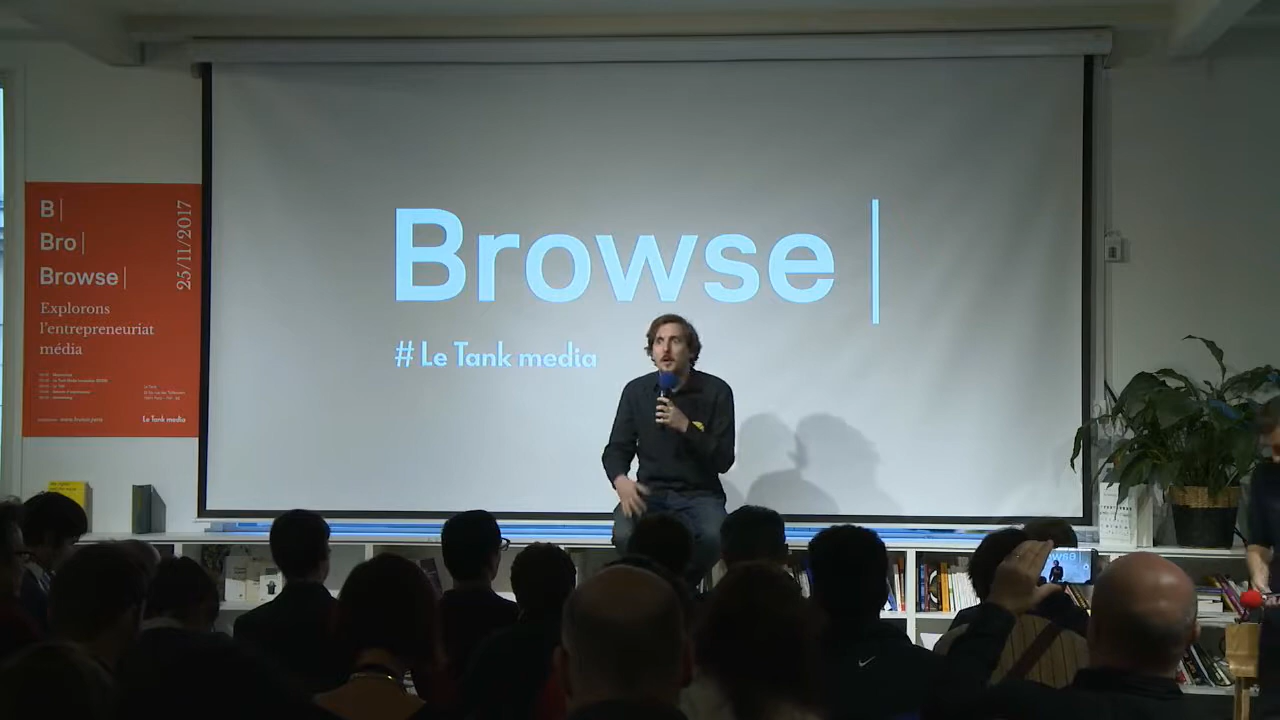 Browse |
# Le Tank media
B |
Bro |
Browse |
25/11/2017
Explorons
l'entrepreneuriat
média
Le Tank media